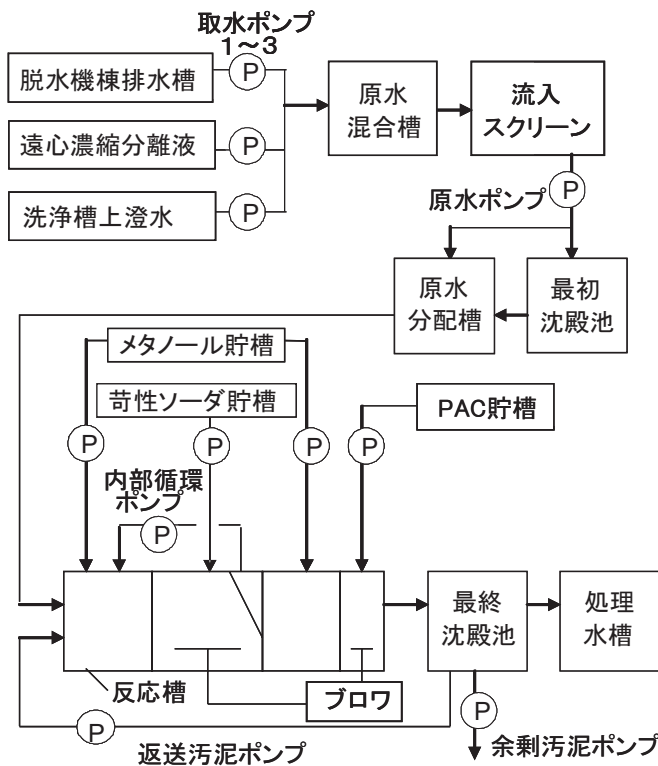 取水ポンプ
1～3
脱水機棟排水槽
P
遠心濃縮分離液
P
洗浄槽上澄水
P
原水
混合槽
流入
スクリーン
原水ポンプ
P
原水
分配槽
最初
沈殿池
メタノール貯槽
苛性ソーダ貯槽
PAC貯槽
P
P
P
P
内部循環
ポンプ
P
最終
沈殿池
処理
水槽
反応槽
ブロワ
P
返送汚泥ポンプ
P
余剰汚泥ポンプ